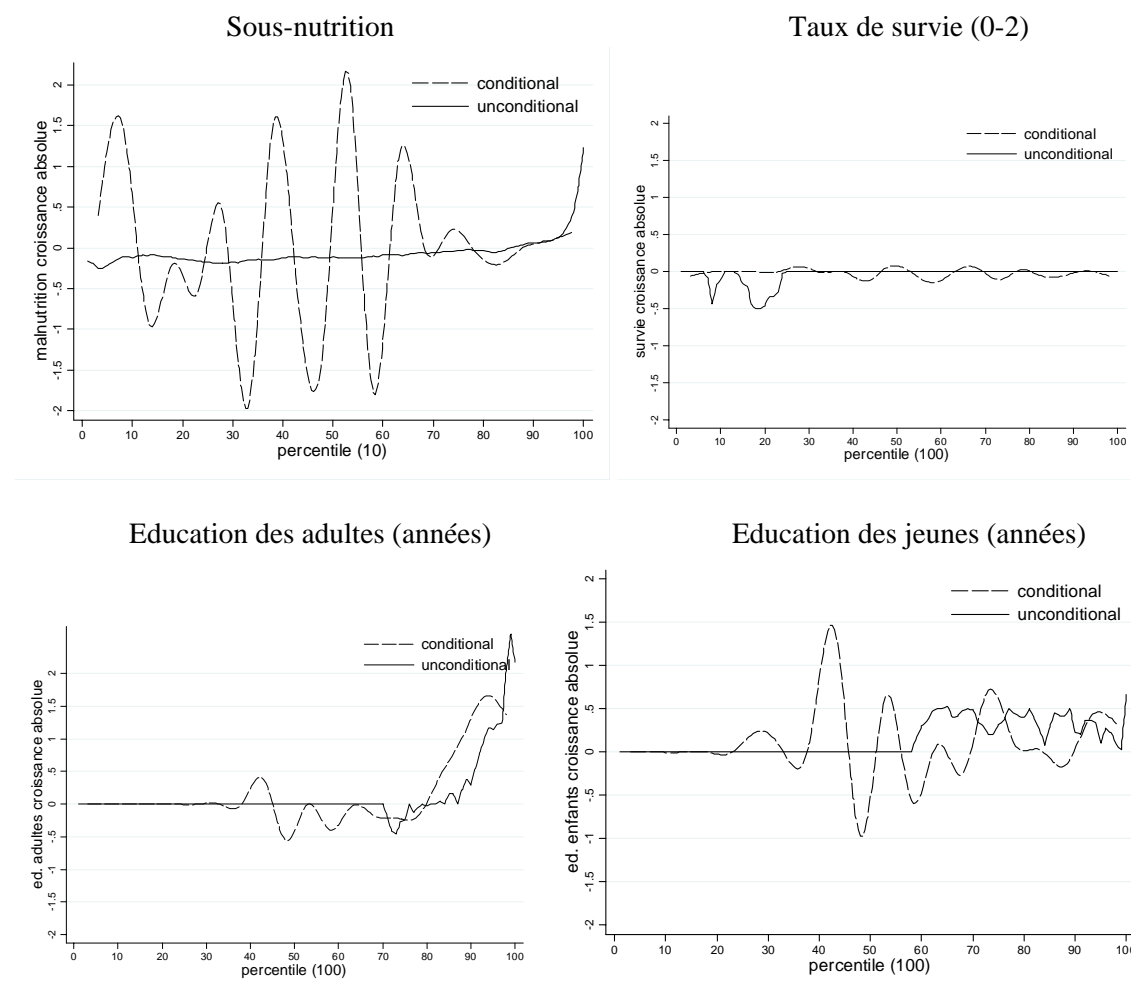 Sous-nutrition
conditional
unconditional
malnutrition croissance absolue
2
1.5
1
.5
0
-.5
-1
-1.5
-2
0 10 20 30 40 50 60 70 80 90 100
percentile (10)
Taux de survie (0-2)
conditional
unconditional
survie croissance absolue
2
1.5
1
.5
0
-.5
-1
-1.5
-2
0 10 20 30 40 50 60 70 80 90 100
percentile (100)
Education des adultes (années)
conditional
unconditional
ed. adultes croissance absolue
2
1.5
1
.5
0
-.5
-1
-1.5
-2
0 10 20 30 40 50 60 70 80 90 100
percentile (100)
Education des jeunes (années)
conditional
unconditional
ed. enfants croissance absolue
2
1.5
1
.5
0
-.5
-1
-1.5
-2
0 10 20 30 40 50 60 70 80 90 100
percentile (100)